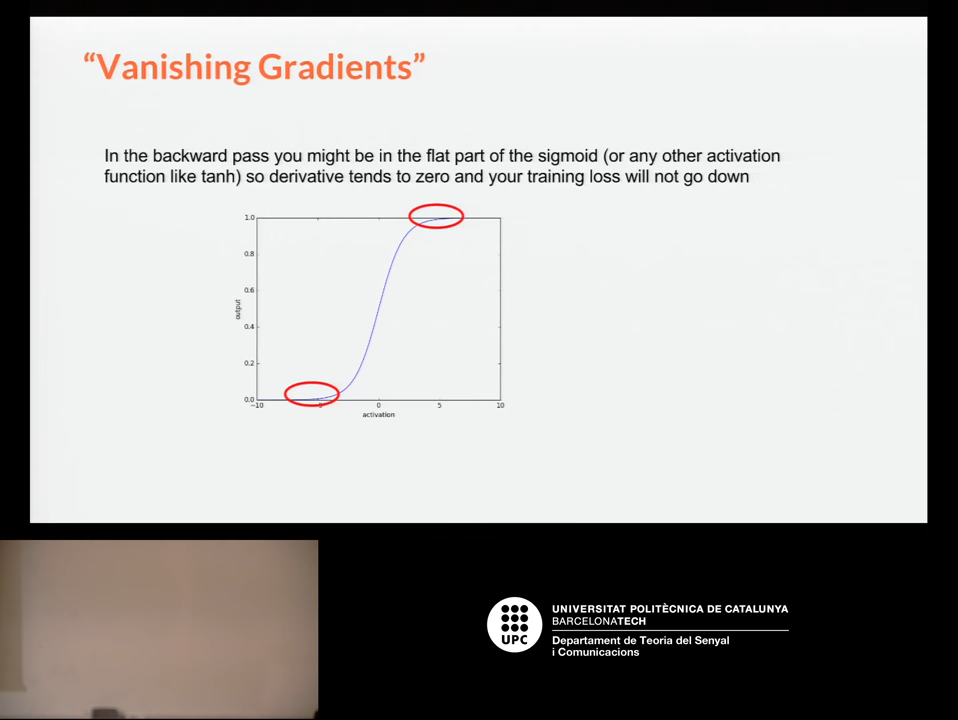 “Vanishing Gradients”
In the backward pass you might be in the flat part of the sigmoid (or any other activation
function like tanh) so derivative tends to zero and your training loss will not go down
1.0
0.8
0.6
0.4
0.2
0.0
output
−10
0
5
10
activation
UPC
UNIVERSITAT POLITÈCNICA DE CATALUNYA
BARCELONATECH
Departament de Teoria del Senyal
i Comunicacions